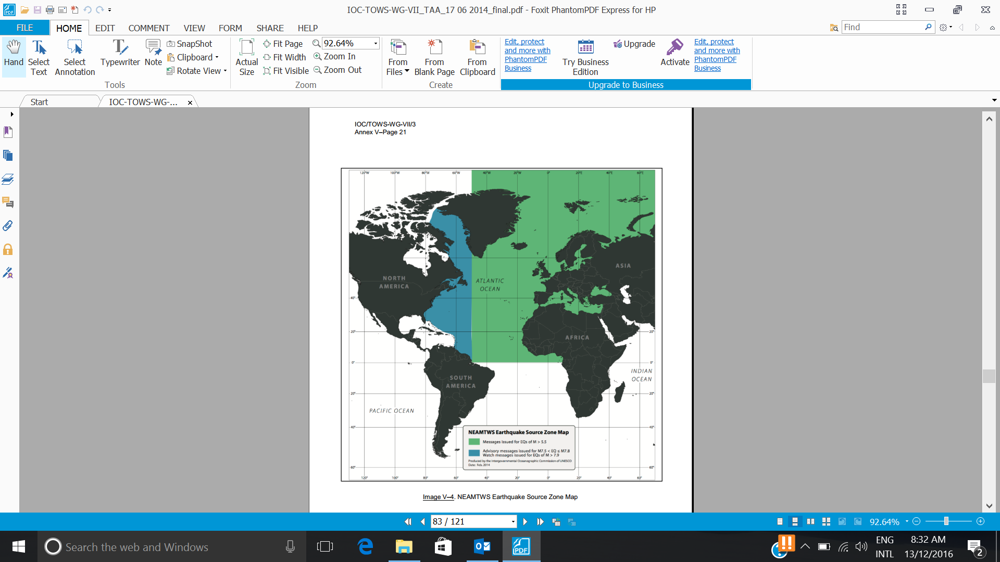 IOC-TOWS-WG-VII_TAA_17 06 2014_final.pdf - Foxit PhantomPDF Express for HP
FILE HOME EDIT COMMENT VIEW FORM SHARE HELP
Find
Hand
Select Text
Select Annotation
Typewriter
Note
SnapShot
Clipboard
Rotate View
Tools
Actual Size
Fit Page
Fit Width
Fit Visible
92.64%
Zoom In
Zoom Out
Zoom
From Files
From Blank Page
From Clipboard
Create
Edit, protect
and more with
PhantomPDF
Business
Try Business Edition
Upgrade
Activate
Edit, protect
and more with
PhantomPDF
Business
Upgrade to Business
Start
IOC-TOWS-WG-...
IOC/TOWS-WG-VII/3
Annex V–Page 21
120°W 100°W 80°W 60°W 40°W 20°W 0° 20°E 40°E 60°E
NORTH
AMERICA
ATLANTIC
OCEAN
ASIA
40°
20° 20°
AFRICA
0° 0°
SOUTH
AMERICA
INDIAN
OCEAN
20° 20°
PACIFIC OCEAN
40° 40°
NEAMTWS Earthquake Source Zone Map
Messages issued for EQs of M > 5.5
Advisory messages issued for M7.5 < EQ ≤ M7.8
Watch messages issued for EQs of M > 7.9
Produced by the Intergovernmental Oceanographic Commission of UNESCO
Date: Feb. 2014
60° 60°
120° 100° 80° 60° 40° 20° 0° 20° 40° 60°
Image V–4. NEAMTWS Earthquake Source Zone Map
83 / 121
92.64%
Search the web and Windows
ENG
INTL
8:32 AM
13/12/2016
2